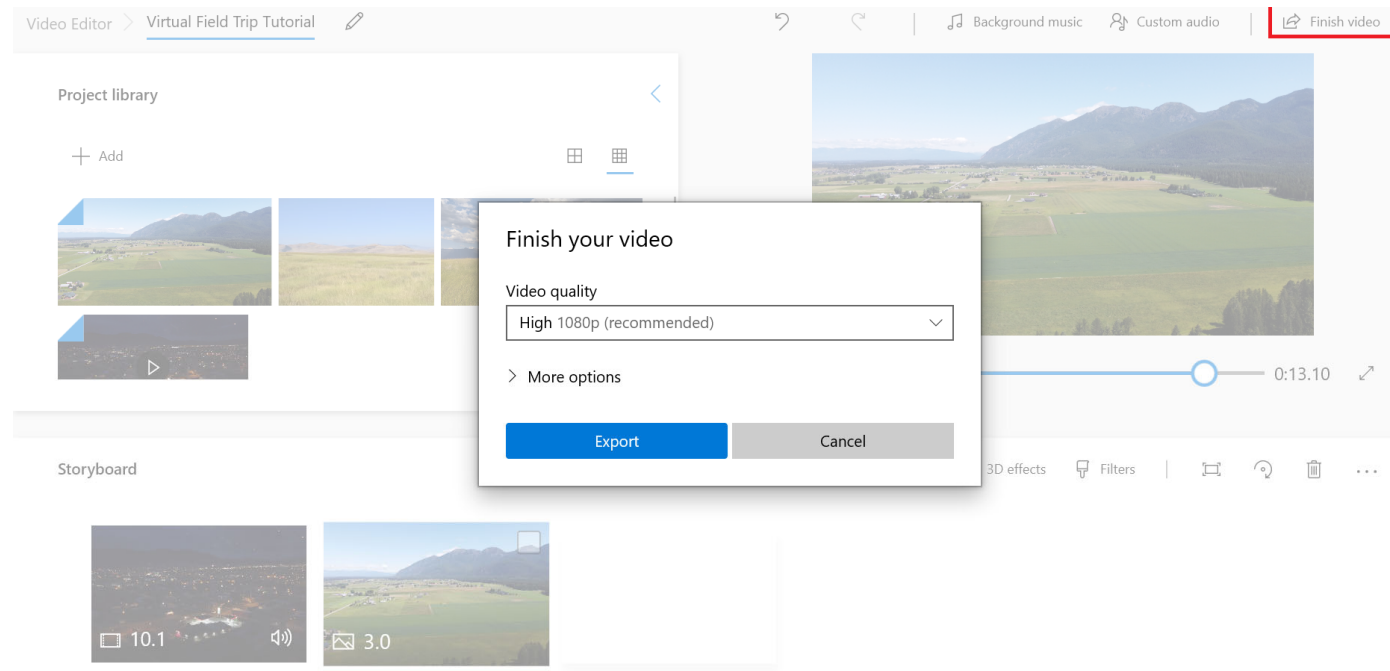 Video Editor > Virtual Field Trip Tutorial
Background music
Custom audio
Finish video
Project library
+ Add
Finish your video
Video quality
High 1080p (recommended)
> More options
Export
Cancel
0:13.10
Storyboard
3D effects
Filters
...
10.1
3.0